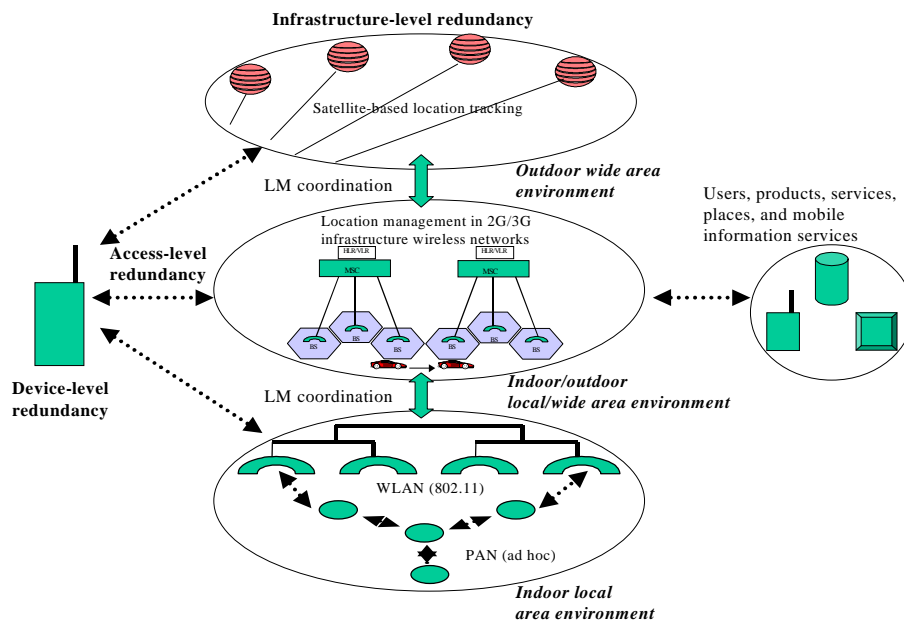 Infrastructure-level redundancy
Satellite-based location tracking
LM coordination
Outdoor wide area
environment
Users, products, services,
places, and mobile
information services
Location management in 2G/3G
infrastructure wireless networks
HLR/VLR
HLR/VLR
MSC
MSC
Access-level
redundancy
BS
BS
BS
BS
BS
BS
Device-level
redundancy
LM coordination
Indoor/outdoor
local/wide area environment
WLAN (802.11)
PAN (ad hoc)
Indoor local
area environment